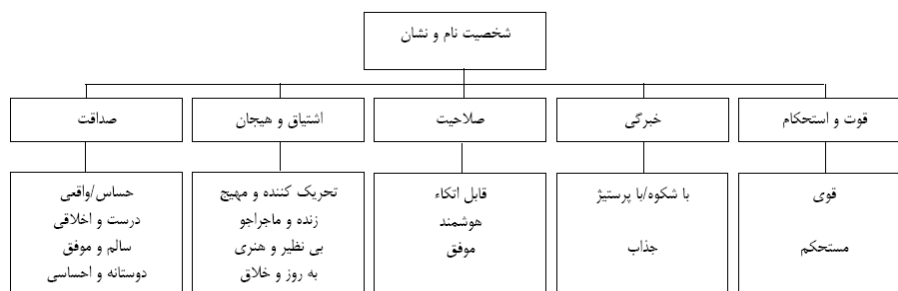 شخصیت نام و نشان
قوت و استحکام
خبرگی
صلاحیت
اشتیاق و هیجان
صداقت
قوی
مستحکم
با شکوه/با پرستیژ
جذاب
قابل اتکاء
هوشمند
موفق
تحریک کننده و مهیج
زنده و ماجراجو
بی نظیر و هنری
به روز و خلاق
حساس/واقعی
درست و اخلاقی
سالم و موفق
دوستانه و احساسی